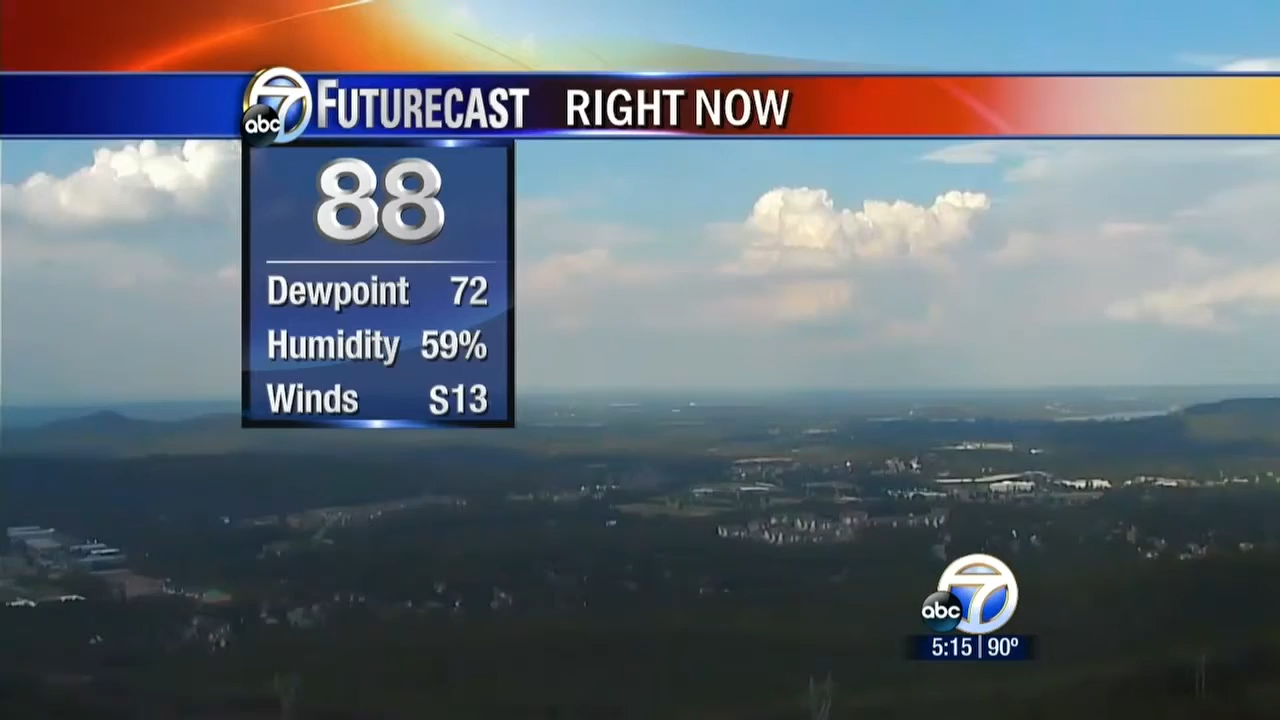 abc 7 FUTURECAST RIGHT NOW
88
Dewpoint 72
Humidity 59%
Winds S13
abc 7
5:15 | 90º